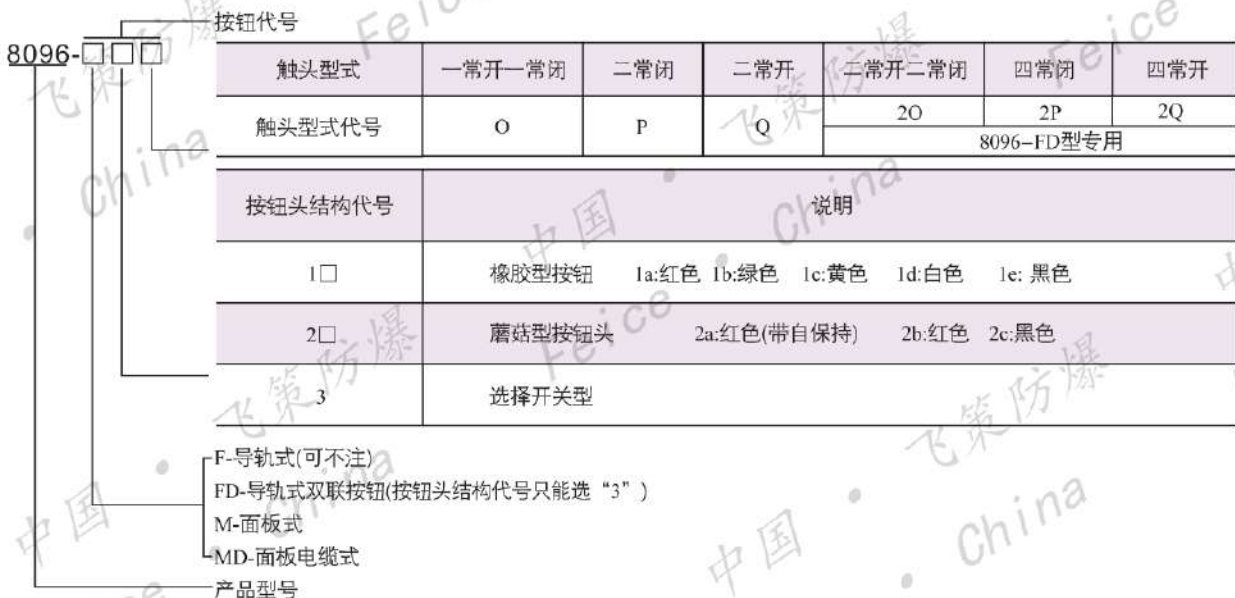 按钮代号
8096-□□□
触头型式 一常开一常闭 二常闭 二常开 二常开二常闭 四常闭 四常开
触头型式代号 O P Q 2O 2P 2Q
8096-FD型专用
按钮头结构代号 说明
1□ 橡胶型按钮 1a:红色 1b:绿色 1c:黄色 1d:白色 1e: 黑色
2□ 蘑菇型按钮头 2a:红色(带自保持) 2b:红色 2c:黑色
3 选择开关型
F-导轨式(可不注)
FD-导轨式双联按钮(按钮头结构代号只能选“3”)
M-面板式
MD-面板电缆式
产品型号
飞策防爆
Feice
中国 · China